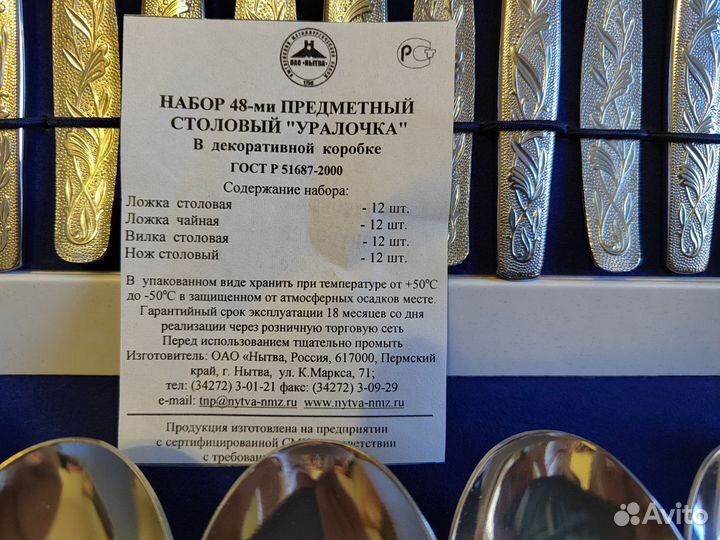 ОАО «НЫТВА»
РСТ
НАБОР 48-ми ПРЕДМЕТНЫЙ
СТОЛОВЫЙ "УРАЛОЧКА"
В декоративной коробке
ГОСТ Р 51687-2000
Содержание набора:
Ложка столовая - 12 шт.
Ложка чайная - 12 шт.
Вилка столовая - 12 шт.
Нож столовый - 12 шт.
В упакованном виде хранить при температуре от +50°С
до -50°С в защищенном от атмосферных осадков месте.
Гарантийный срок эксплуатации 18 месяцев со дня
реализации через розничную торговую сеть
Перед использованием тщательно промыть
Изготовитель: ОАО «Нытва, Россия, 617000, Пермский
край, г. Нытва, ул. К.Маркса, 71;
тел: (34272) 3-01-21 факс: (34272) 3-09-29
e-mail: tnp@nytva-nmz.ru www.nytva-nmz.ru
Продукция изготовлена на предприятии
с сертифицированной
с требован
Avito